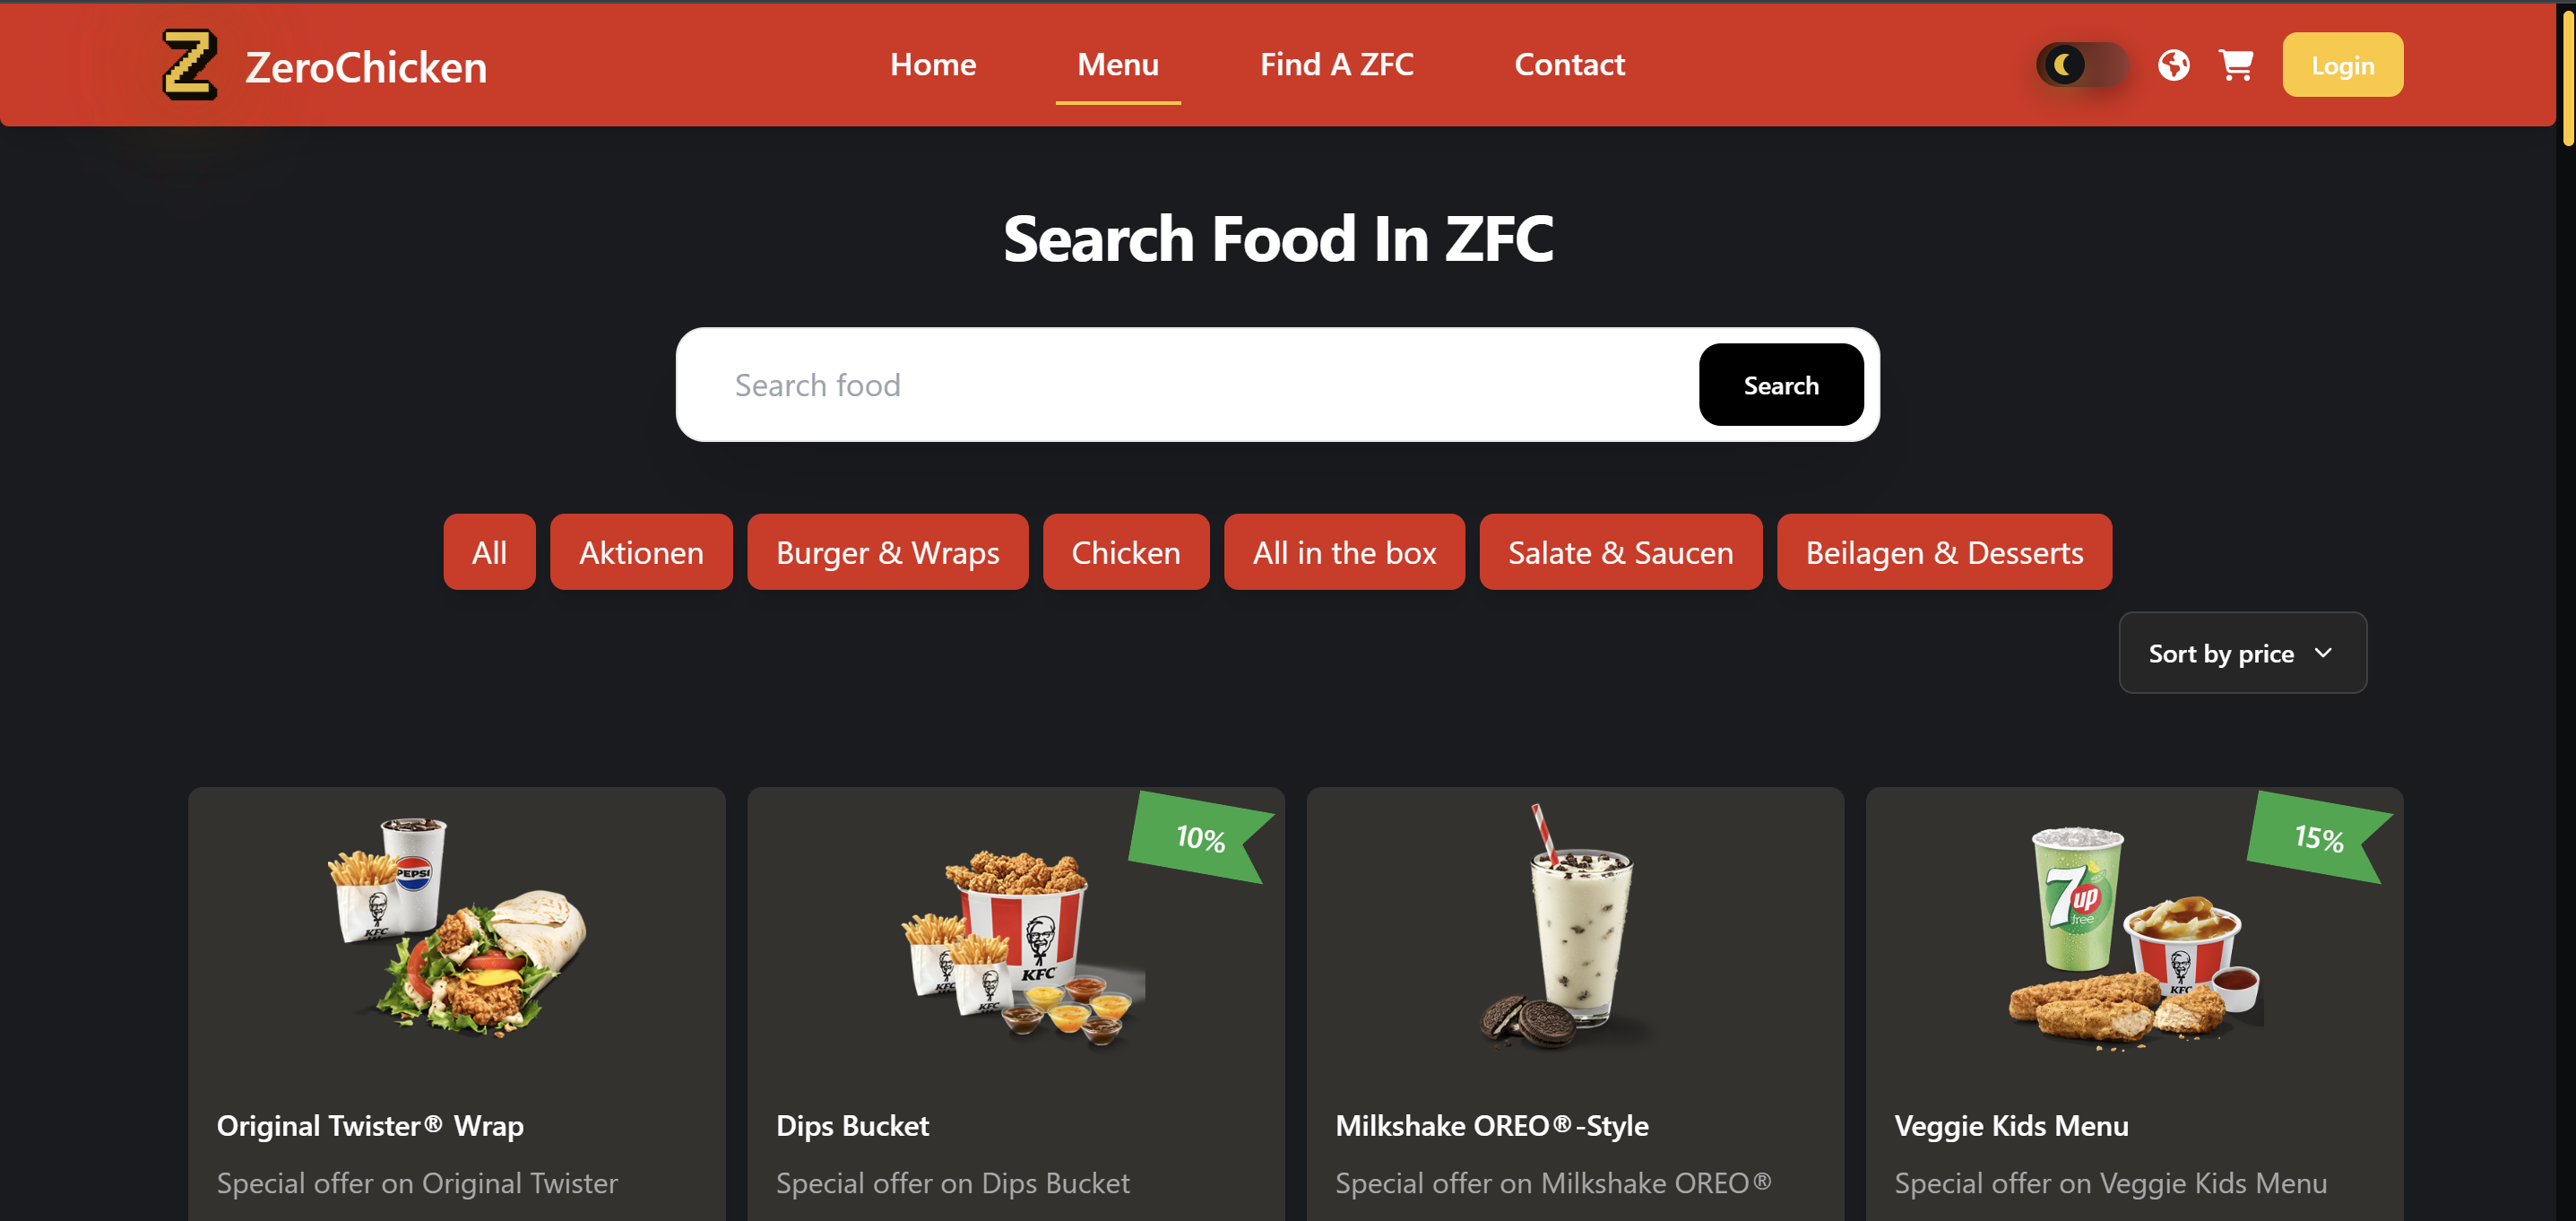 Z ZeroChicken Home Menu Find A ZFC Contact Login
Search Food In ZFC
Search food Search
All Aktionen Burger & Wraps Chicken All in the box Salate & Saucen Beilagen & Desserts
Sort by price
10%
15%
PEPSI
KFC
KFC
KFC
7up
free
KFC
Original Twister® Wrap
Dips Bucket
Milkshake OREO®-Style
Veggie Kids Menu
Special offer on Original Twister
Special offer on Dips Bucket
Special offer on Milkshake OREO®
Special offer on Veggie Kids Menu